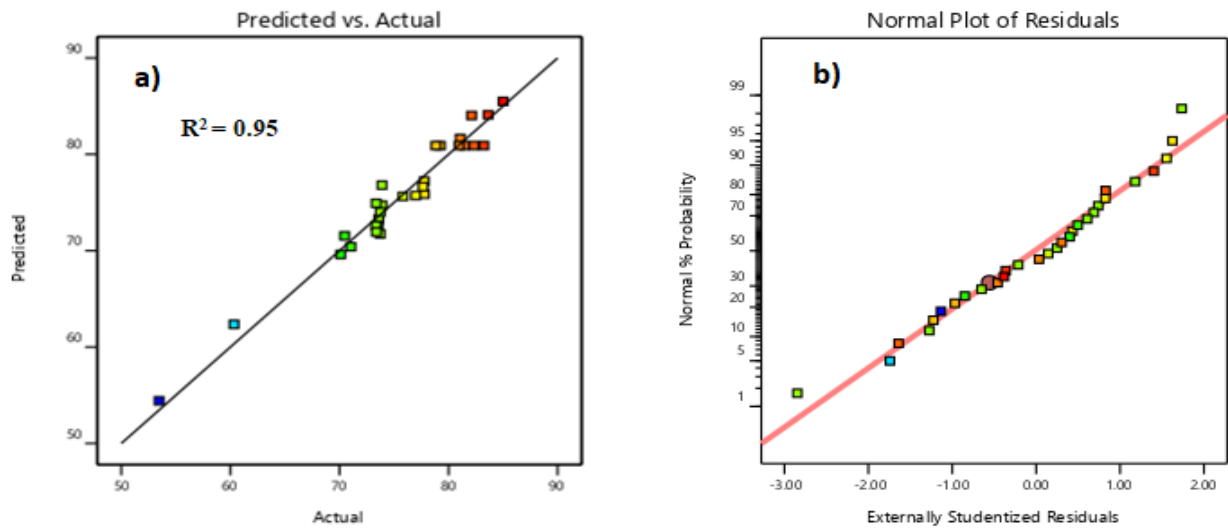 Predicted vs. Actual
a)
R² = 0.95
90
80
70
60
50
Predicted
50 60 70 80 90
Actual
Normal Plot of Residuals
b)
99
95
90
80
70
50
30
20
10
5
1
Normal % Probability
-3.00 -2.00 -1.00 0.00 1.00 2.00
Externally Studentized Residuals